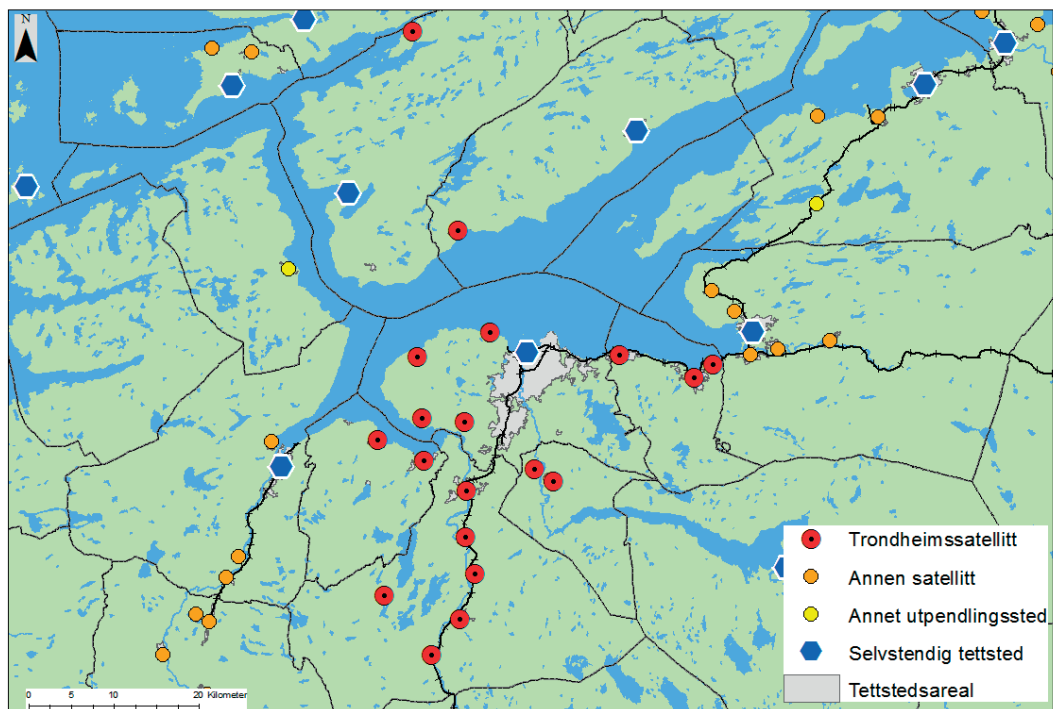 N
Trondheimssatellitt
Annen satellitt
Annet utpendlingssted
Selvstendig tettsted
Tettstedsareal
0 5 10 20 Kilometer